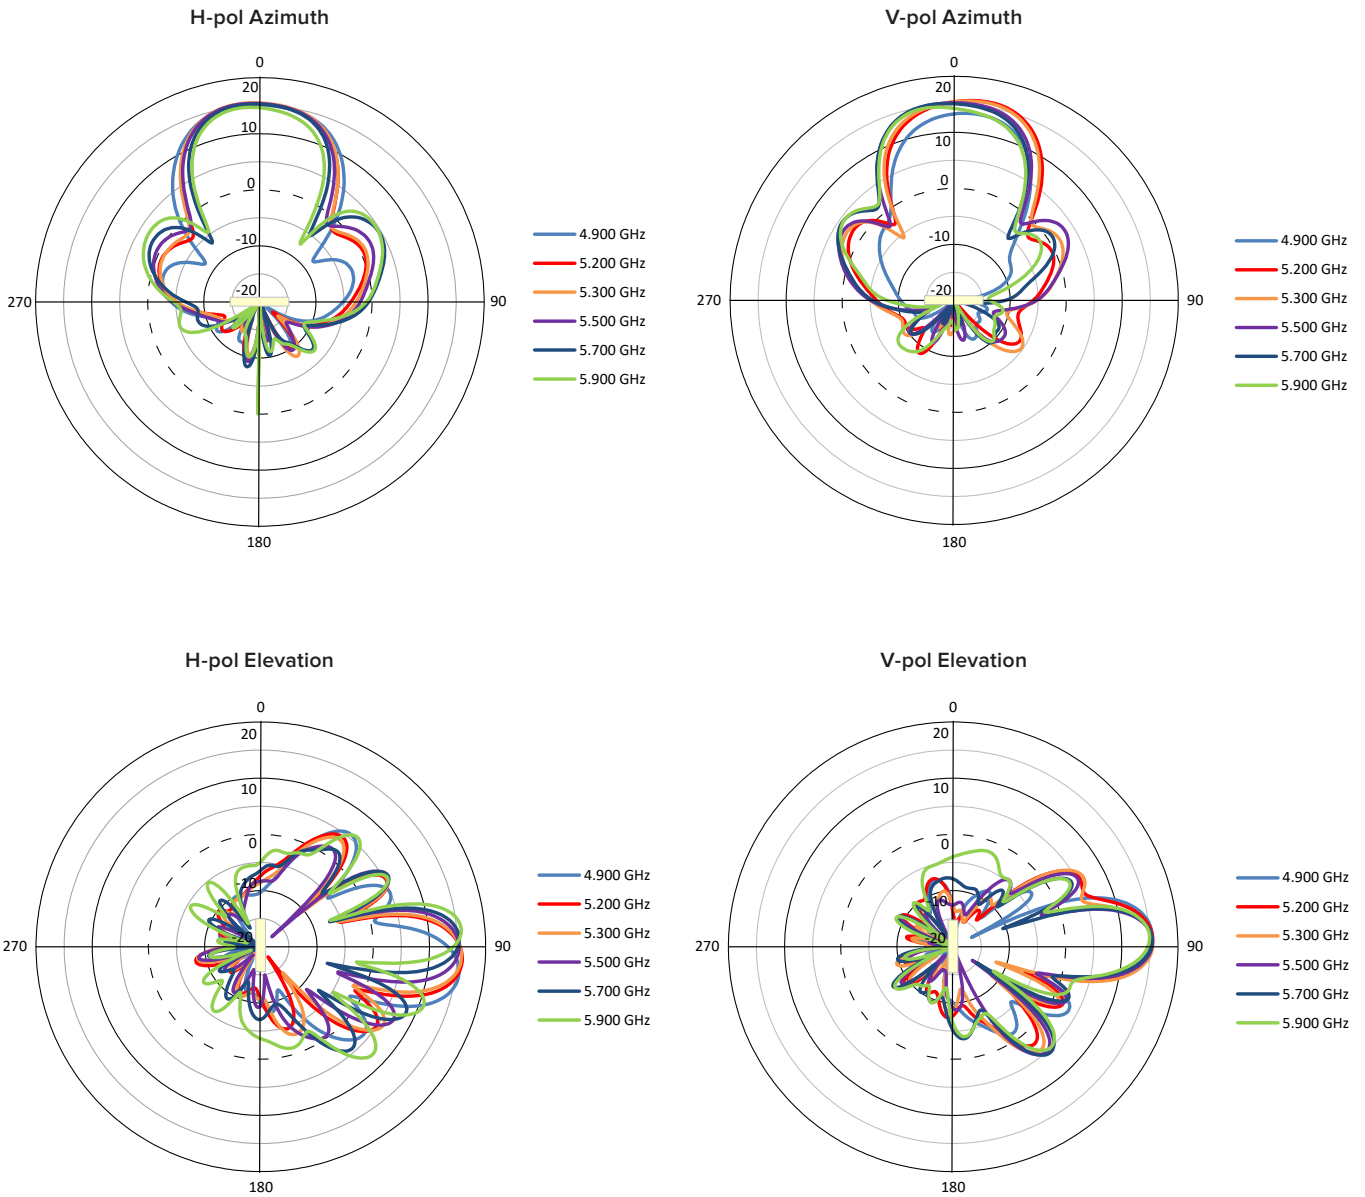 H-pol Azimuth
0
20
10
0
-10
-20
270
90
180
4.900 GHz
5.200 GHz
5.300 GHz
5.500 GHz
5.700 GHz
5.900 GHz
V-pol Azimuth
0
20
10
0
-10
-20
270
90
180
4.900 GHz
5.200 GHz
5.300 GHz
5.500 GHz
5.700 GHz
5.900 GHz
H-pol Elevation
0
20
10
0
-10
-20
270
90
180
4.900 GHz
5.200 GHz
5.300 GHz
5.500 GHz
5.700 GHz
5.900 GHz
V-pol Elevation
0
20
10
0
-10
-20
270
90
180
4.900 GHz
5.200 GHz
5.300 GHz
5.500 GHz
5.700 GHz
5.900 GHz